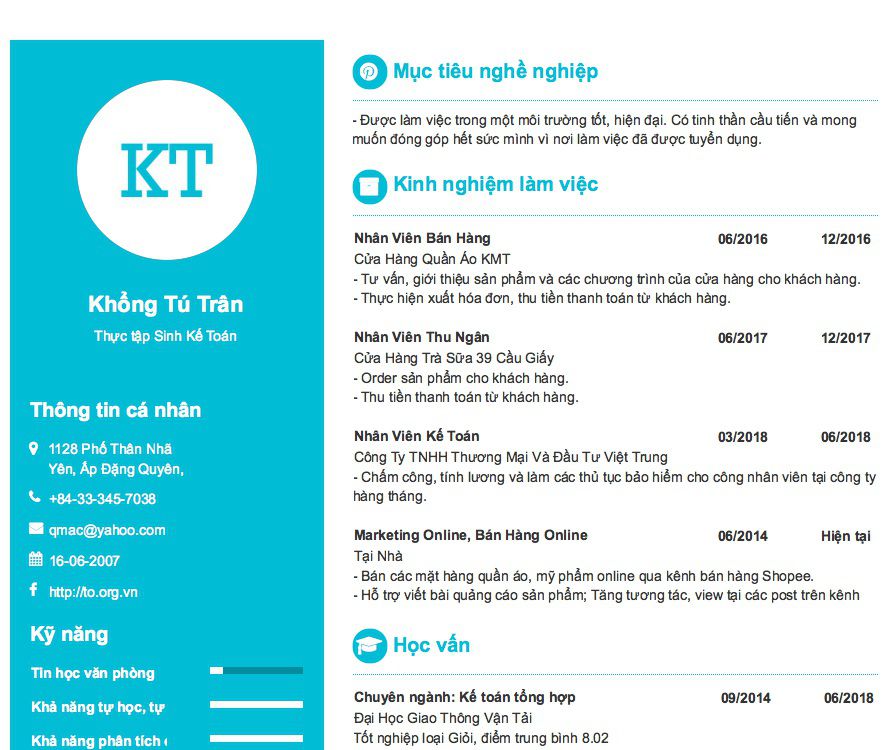 KT
Khổng Tú Trân
Thực tập Sinh Kế Toán
Thông tin cá nhân
1128 Phố Thân Nhã
Yên, Ấp Đặng Quyên,
+84-33-345-7038
qmac@yahoo.com
16-06-2007
http://to.org.vn
Kỹ năng
Tin học văn phòng
Khả năng tự học, tự
Khả năng phân tích
Mục tiêu nghề nghiệp
- Được làm việc trong một môi trường tốt, hiện đại. Có tinh thần cầu tiến và mong
muốn đóng góp hết sức mình vì nơi làm việc đã được tuyển dụng.
Kinh nghiệm làm việc
Nhân Viên Bán Hàng 06/2016 12/2016
Cửa Hàng Quần Áo KMT
- Tư vấn, giới thiệu sản phẩm và các chương trình của cửa hàng cho khách hàng.
- Thực hiện xuất hóa đơn, thu tiền thanh toán từ khách hàng.
Nhân Viên Thu Ngân 06/2017 12/2017
Cửa Hàng Trà Sữa 39 Cầu Giấy
- Order sản phẩm cho khách hàng.
- Thu tiền thanh toán từ khách hàng.
Nhân Viên Kế Toán 03/2018 06/2018
Công Ty TNHH Thương Mại Và Đầu Tư Việt Trung
- Chấm công, tính lương và làm các thủ tục bảo hiểm cho công nhân viên tại công ty
hàng tháng.
Marketing Online, Bán Hàng Online 06/2014 Hiện tại
Tại Nhà
- Bán các mặt hàng quần áo, mỹ phẩm online qua kênh bán hàng Shopee.
- Hỗ trợ viết bài quảng cáo sản phẩm; Tăng tương tác, view tại các post trên kênh
Học vấn
Chuyên ngành: Kế toán tổng hợp 09/2014 06/2018
Đại Học Giao Thông Vận Tải
Tốt nghiệp loại Giỏi, điểm trung bình 8.02